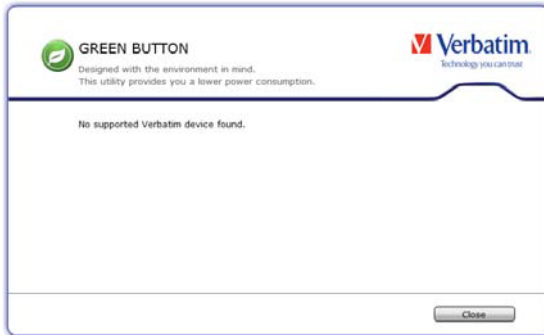 GREEN BUTTON
Designed with the environment in mind.
This utility provides you a lower power consumption.
Verbatim.
Technology you can trust
No supported Verbatim device found.
Close